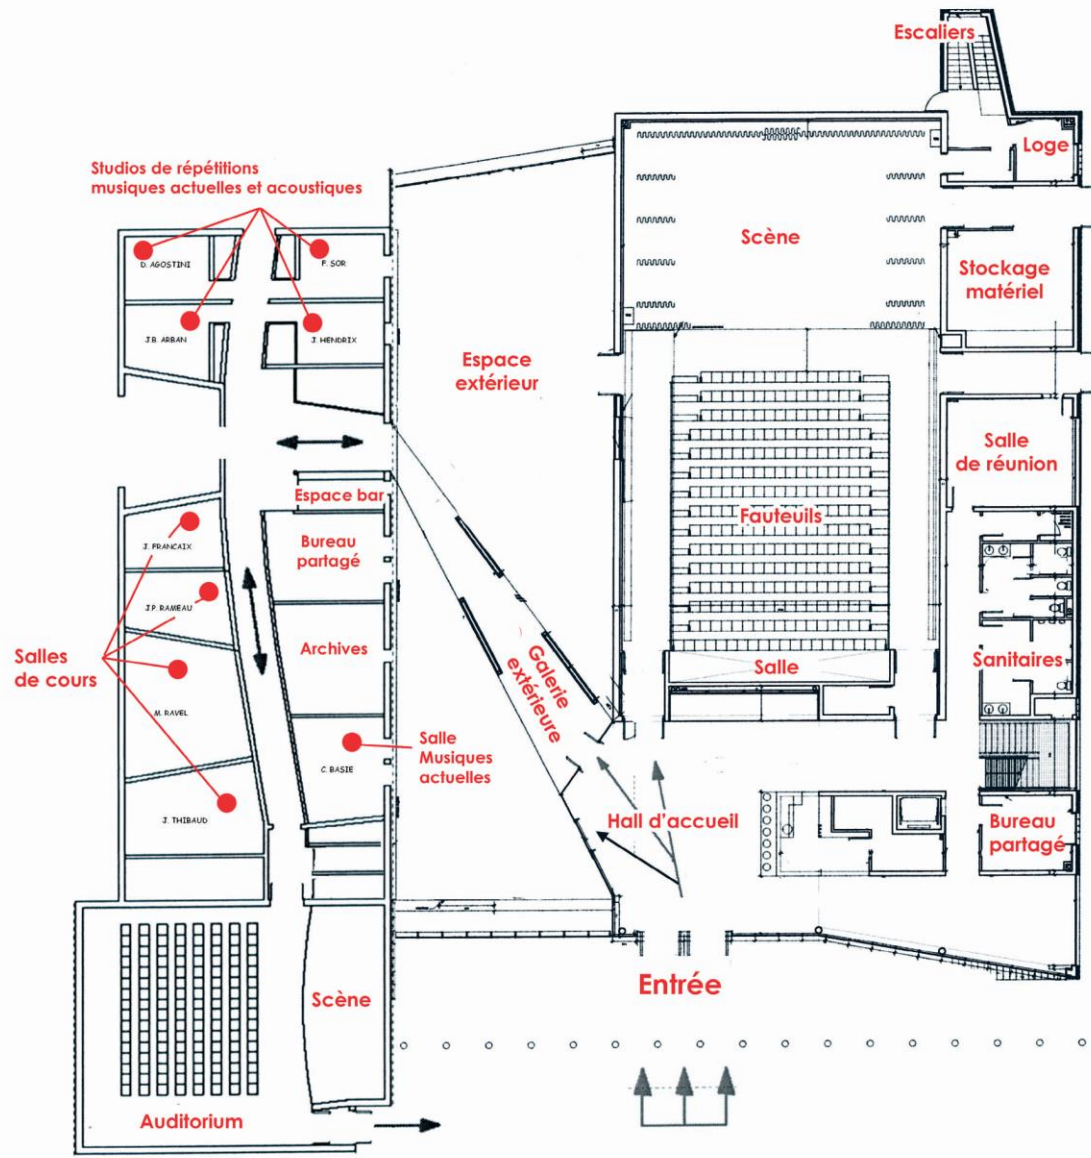 Escaliers
Loge
Studios de répétitions
musiques actuelles et acoustiques
D. AGOSTINI
P. SOR
J.B. ARBAN
J. HENDRIX
Scène
Stockage
matériel
Espace
extérieur
Salle
de réunion
Espace bar
Fauteuils
Bureau
partagé
J. FRANCAIX
J.P. RAMEAU
Archives
Salles
de cours
M. RAVEL
Galerie
extérieure
Salle
Sanitaires
Salle
Musiques
actuelles
C. BASIE
J. THIBAUD
Hall d'accueil
Bureau
partagé
Entrée
Scène
Auditorium